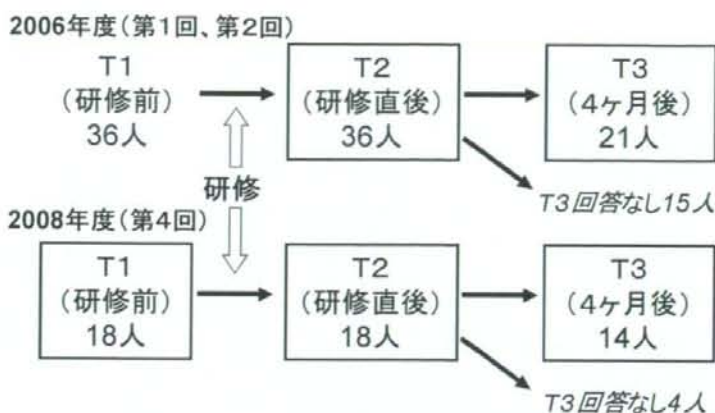 2006年度(第1回、第2回)
T1
(研修前)
36人
T2
(研修直後)
36人
T3
(4ヶ月後)
21人
T3回答なし15人
研修
2008年度(第4回)
T1
(研修前)
18人
T2
(研修直後)
18人
T3
(4ヶ月後)
14人
T3回答なし4人